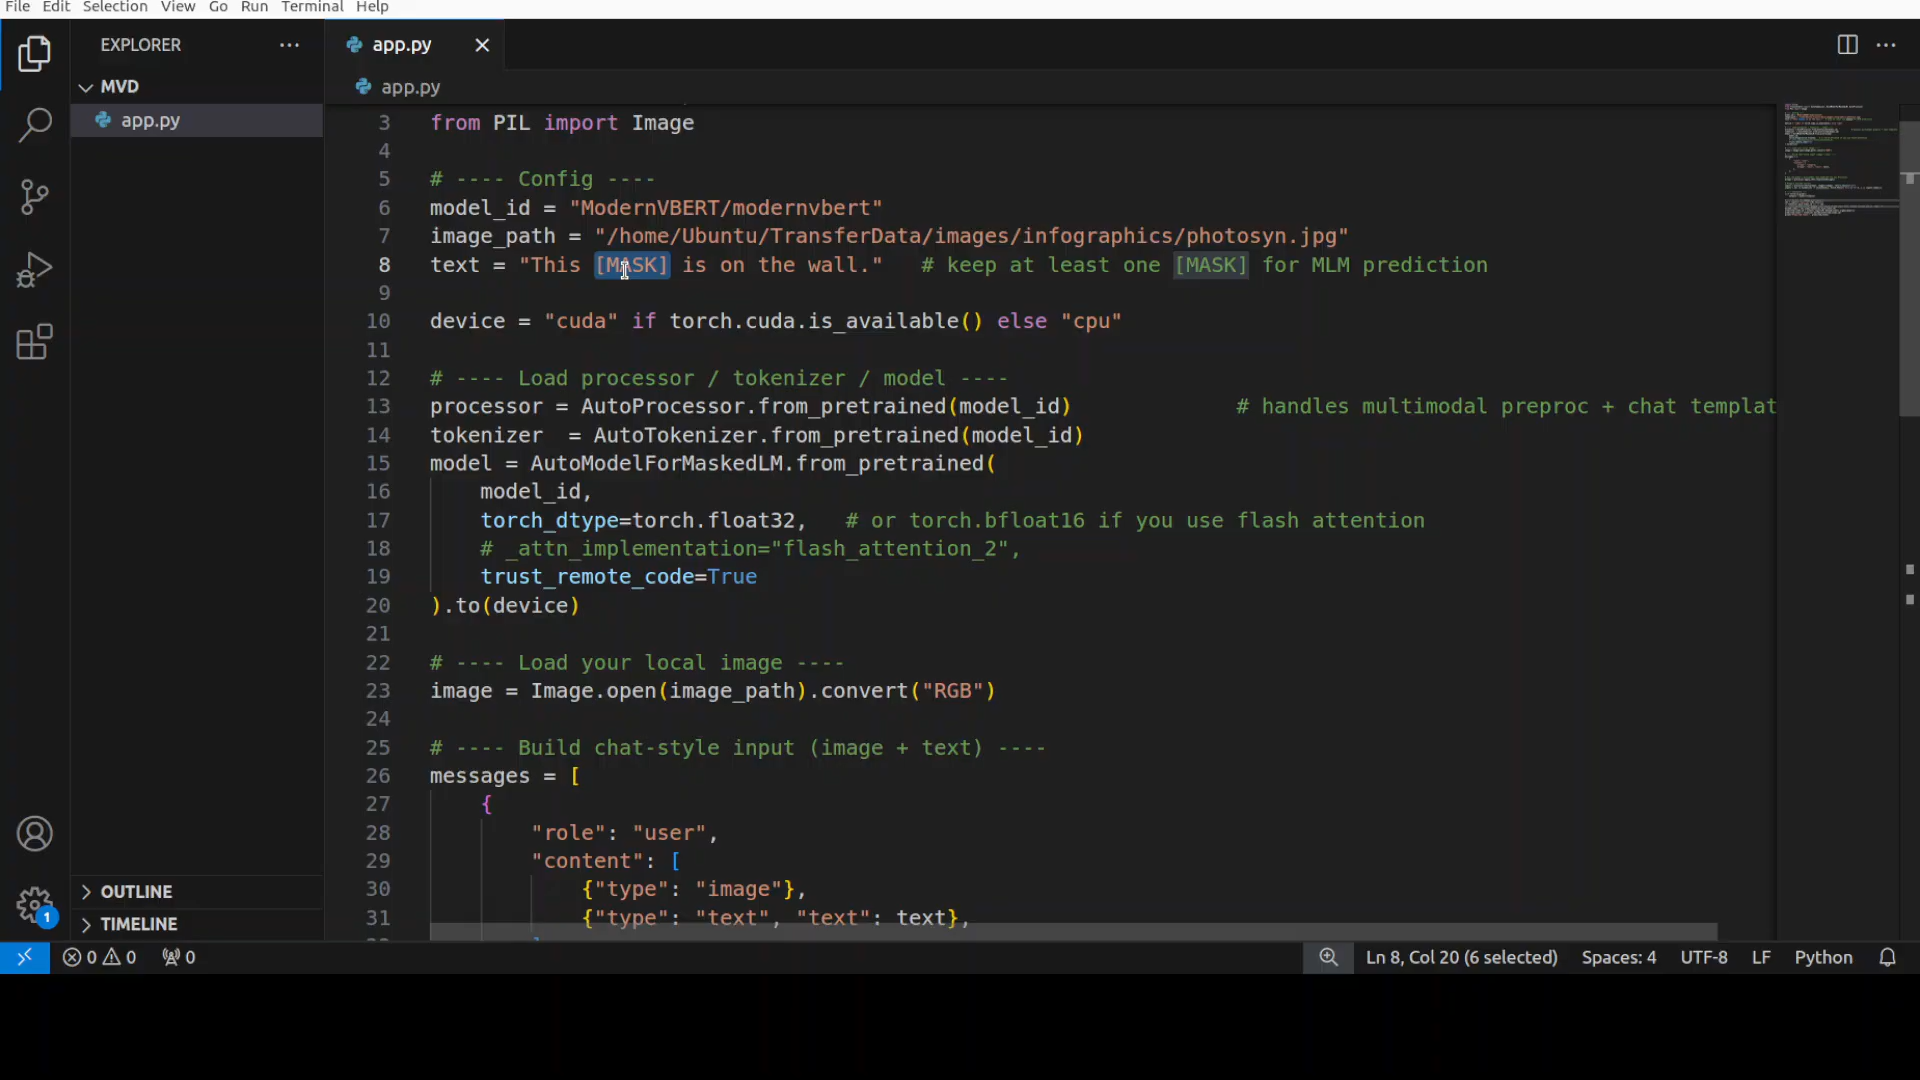 File Edit Selection View Go Run Terminal Help
EXPLORER
MVD
app.py
OUTLINE
TIMELINE
1
app.py
app.py
3 from PIL import Image
4
5 # ---- Config ----
6 model_id = "ModernVBERT/modernvbert"
7 image_path = "/home/Ubuntu/TransferData/images/infographics/photosyn.jpg"
8 text = "This [MASK] is on the wall." # keep at least one [MASK] for MLM prediction
9
10 device = "cuda" if torch.cuda.is_available() else "cpu"
11
12 # ---- Load processor / tokenizer / model ----
13 processor = AutoProcessor.from_pretrained(model_id) # handles multimodal preproc + chat templat
14 tokenizer = AutoTokenizer.from_pretrained(model_id)
15 model = AutoModelForMaskedLM.from_pretrained(
16 model_id,
17 torch_dtype=torch.float32, # or torch.bfloat16 if you use flash attention
18 # _attn_implementation="flash_attention_2",
19 trust_remote_code=True
20 ).to(device)
21
22 # ---- Load your local image ----
23 image = Image.open(image_path).convert("RGB")
24
25 # ---- Build chat-style input (image + text) ----
26 messages = [
27 {
28 "role": "user",
29 "content": [
30 {"type": "image"},
31 {"type": "text", "text": text},
0 0 0 Ln 8, Col 20 (6 selected) Spaces: 4 UTF-8 LF Python